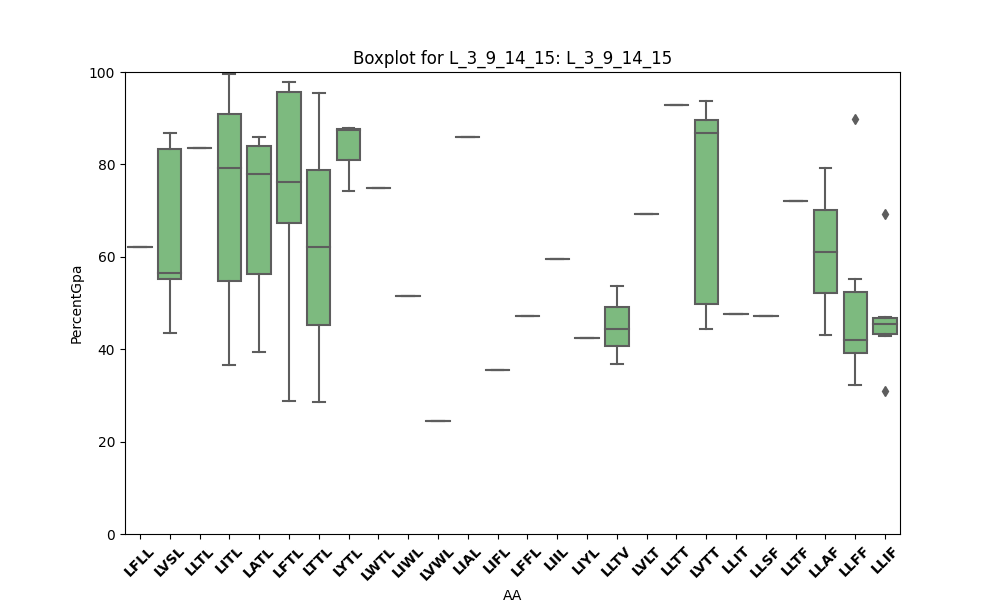 Boxplot for L_3_9_14_15: L_3_9_14_15
PercentGpa
100
80
60
40
20
0
LFLL LVSL LLTL LITL LATL LFTL LTTL LYTL LWTL LIWL LVWL LIAL LIFL LFFL LIIL LIYL LLTV LVLT LLTT LVTT LLIT LLSF LLTF LLAF LLFF LLIF
AA